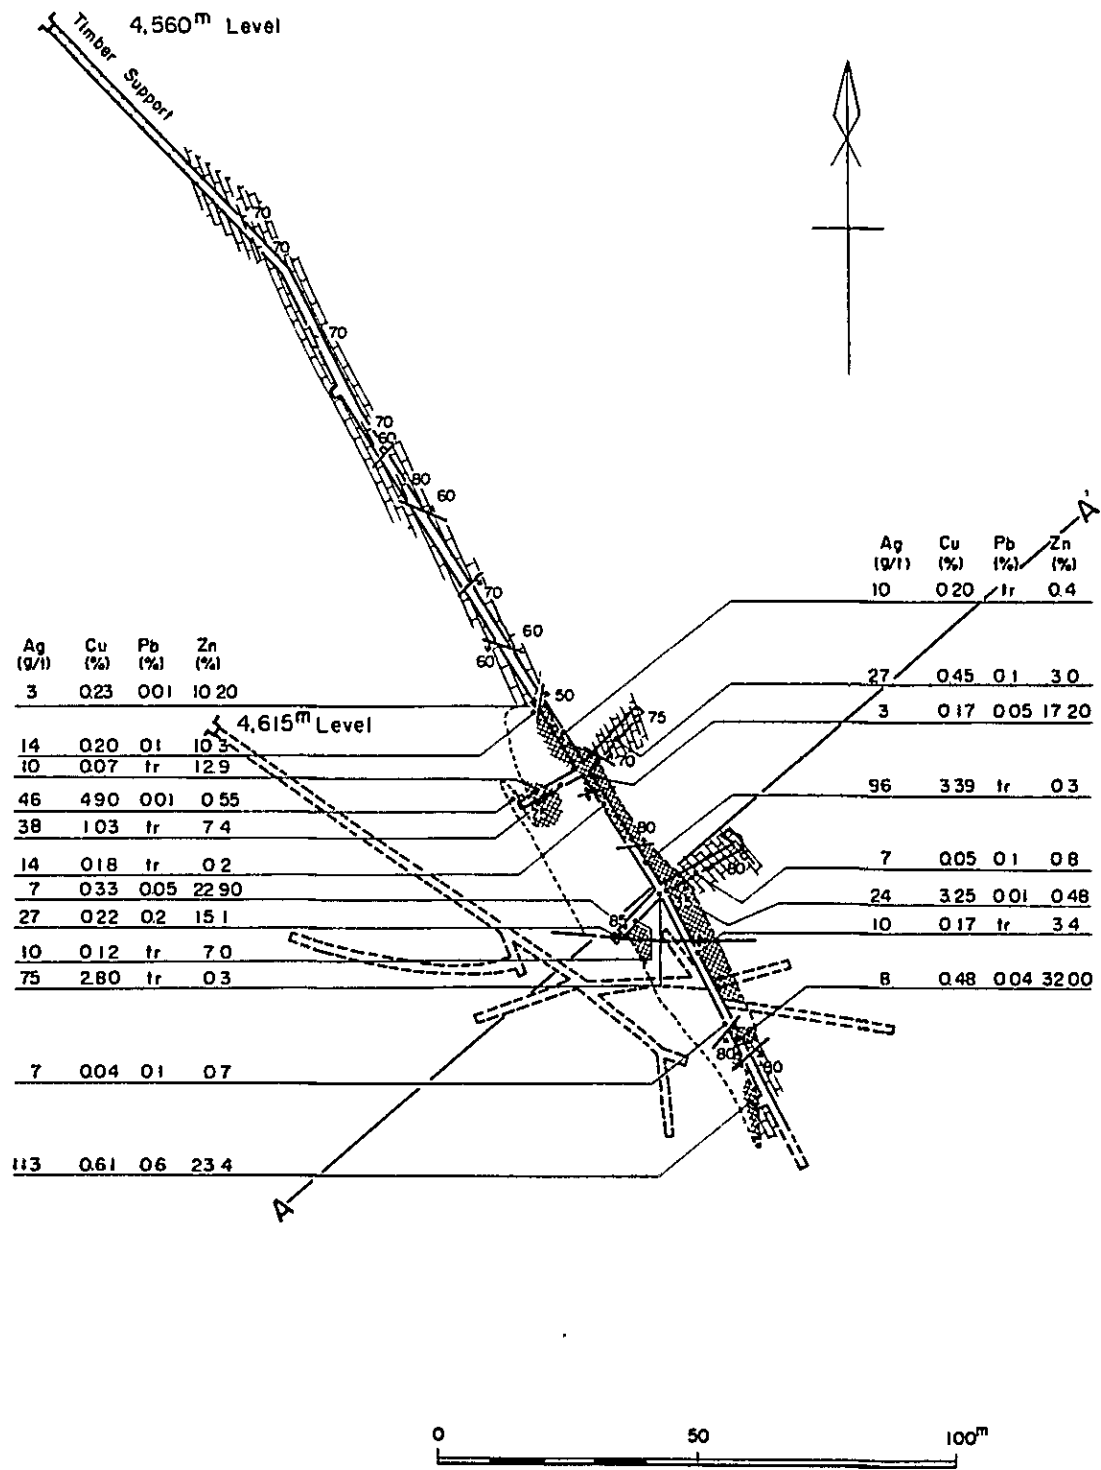 4,560m Level
Timber Support
70
70
70
70
60
80
60
70
60
60
50
75
70
80
80
85
80
80
A'
Ag Cu Pb Zn
(g/t) (%) (%) (%)
10 0.20 tr 0.4
27 0.45 0.1 3.0
3 0.17 0.05 17.20
96 3.39 tr 0.3
7 0.05 0.1 0.8
24 3.25 0.01 0.48
10 0.17 tr 3.4
8 0.48 0.04 32.00
Ag Cu Pb Zn
(g/t) (%) (%) (%)
3 0.23 0.01 10.20
4,615m Level
14 0.20 0.1 10.3
10 0.07 tr 12.9
46 4.90 0.01 0.55
38 1.03 tr 7.4
14 0.18 tr 0.2
7 0.33 0.05 22.90
27 0.22 0.2 15.1
10 0.12 tr 7.0
75 2.80 tr 0.3
7 0.04 0.1 0.7
113 0.61 0.6 23.4
A
0 50 100m